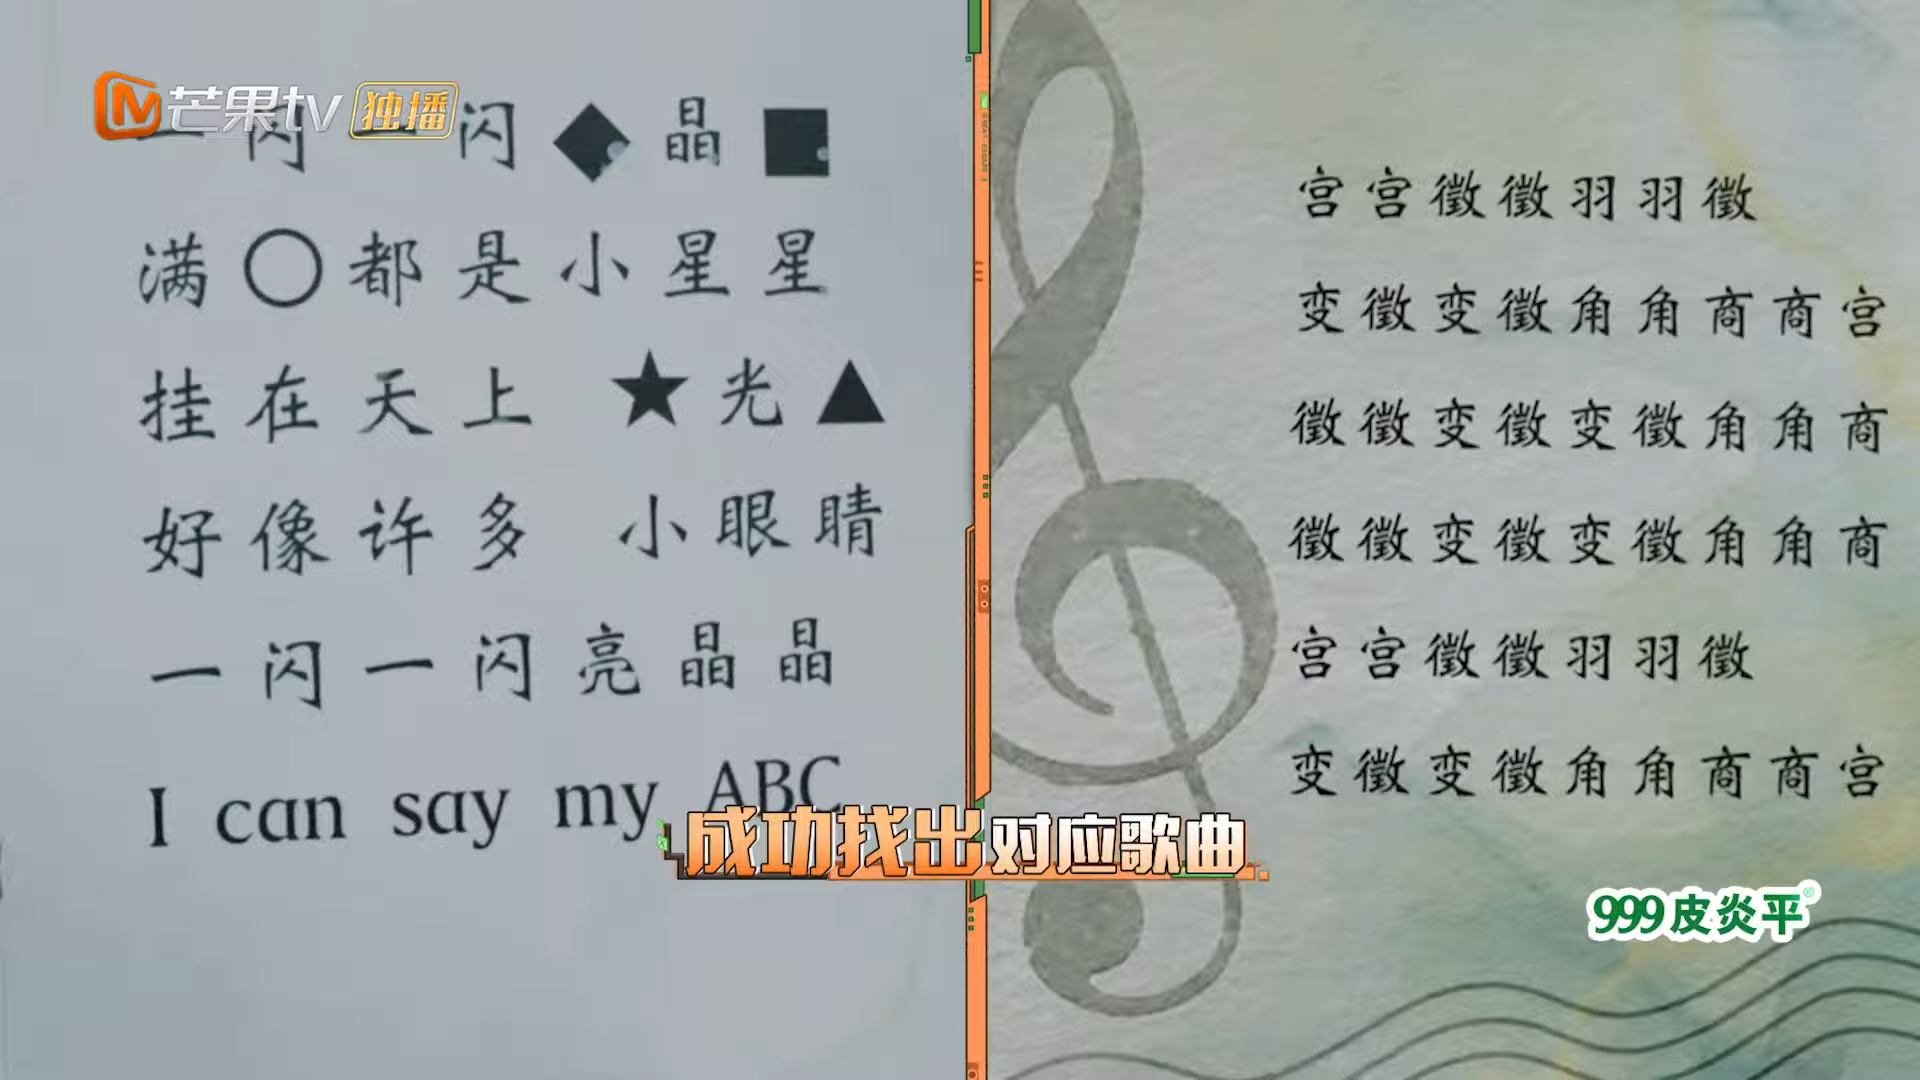 芒果tv 独播
一闪一闪◆晶■
满○都是小星星
挂在天上 ★光▲
好像许多 小眼睛
一闪一闪亮晶晶
I can say my ABC
宫宫徵徵羽羽徵
变徵变徵角角商商宫
徵徵变徵变徵角角商
徵徵变徵变徵角角商
宫宫徵徵羽羽徵
变徵变徵角角商商宫
成功找出对应歌曲
999皮炎平®